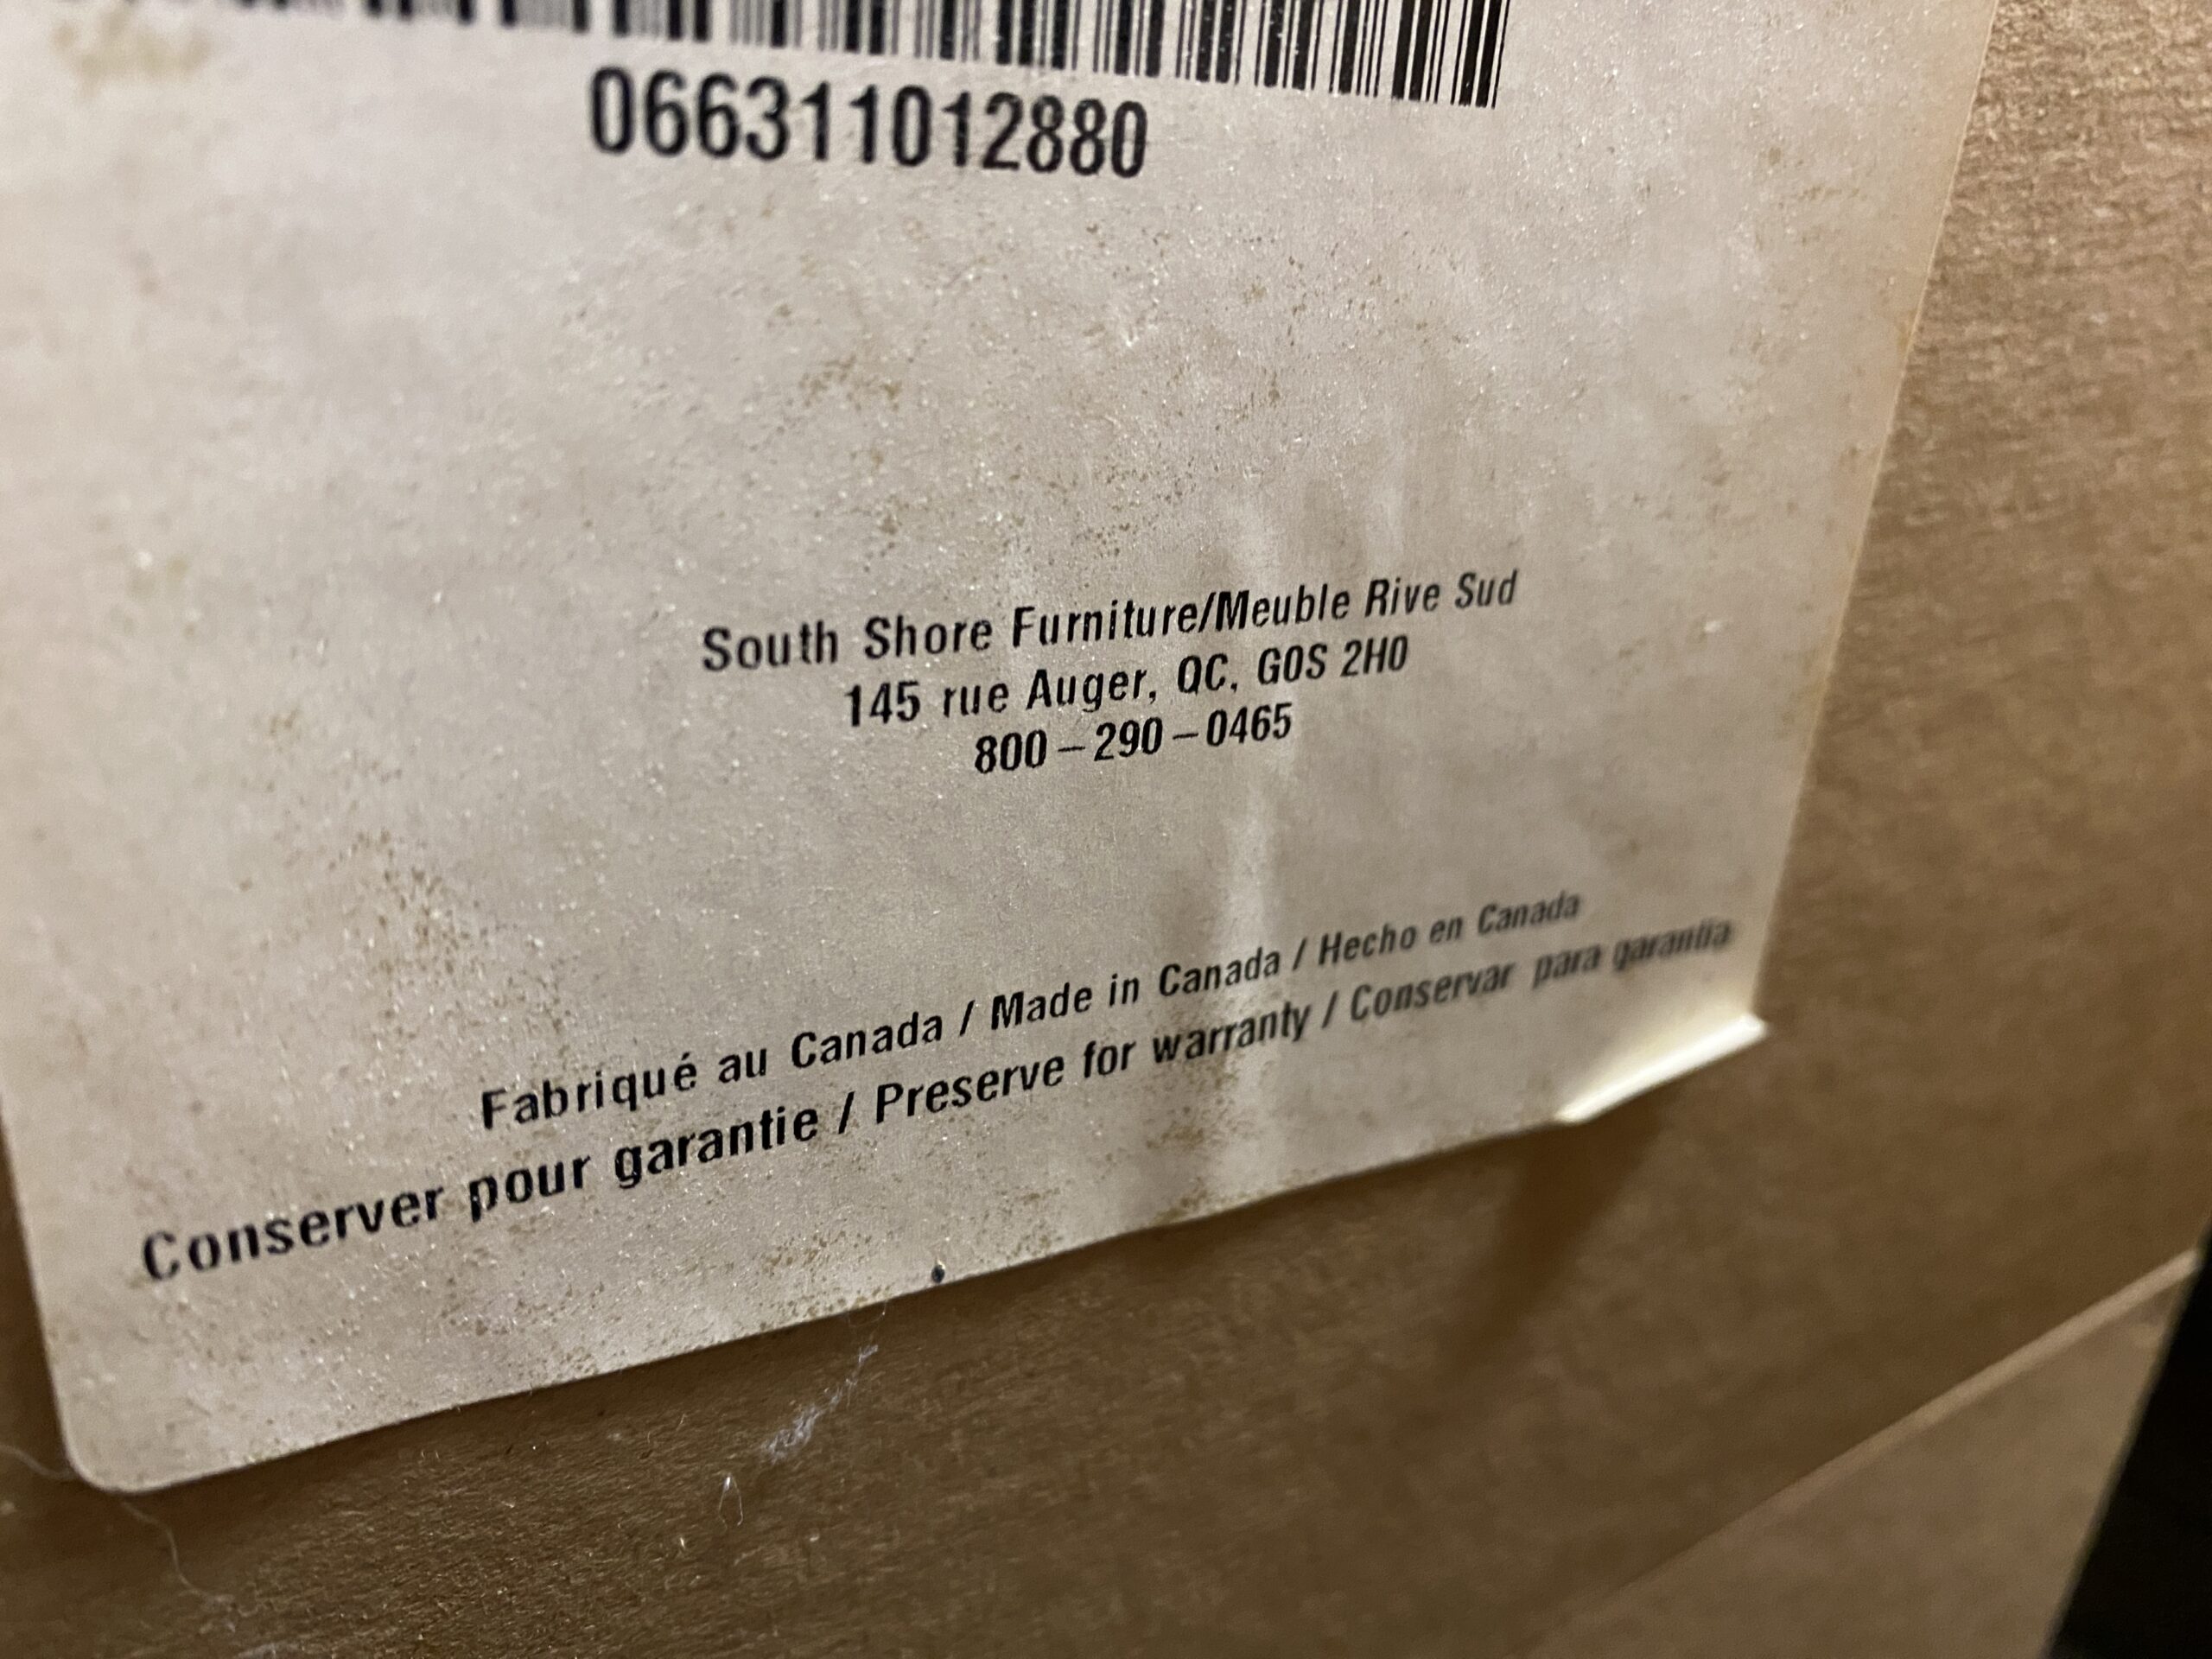 066311012880
South Shore Furniture/Meuble Rive Sud
145 rue Auger, QC, G0S 2H0
800-290-0465
Fabriqué au Canada / Made in Canada / Hecho en Canada
Conserver pour garantie / Preserve for warranty / Conservar para garantía